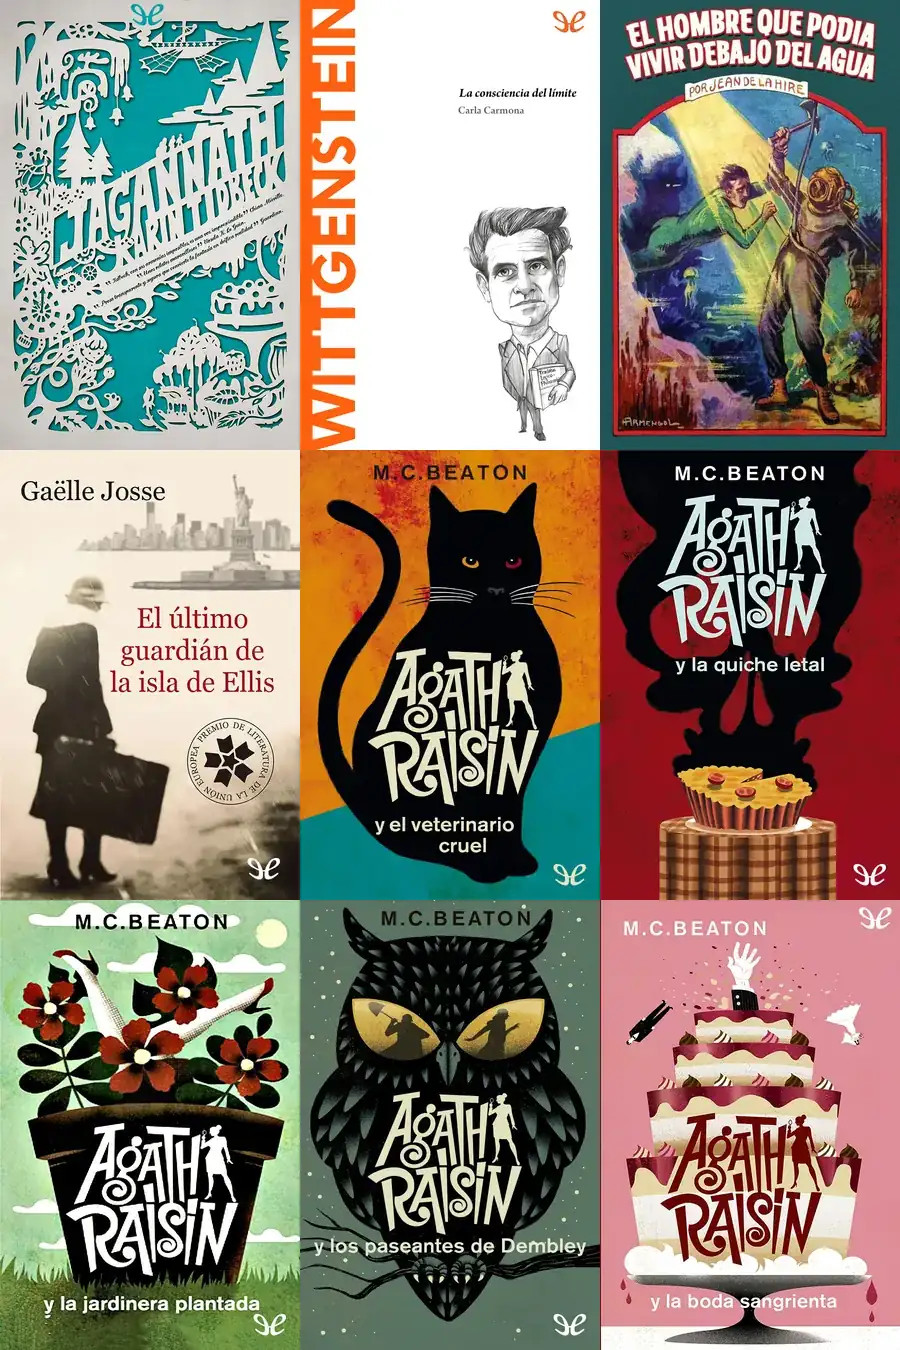 JAGANNATH
KARIN TIDBECK
WITTGENSTEIN
La consciencia del límite
Carla Carmona
EL HOMBRE QUE PODIA
VIVIR DEBAJO DEL AGUA
POR JEAN DE LA HIRE
ARMENGOL
Gaëlle Josse
El último
guardián de
la isla de Ellis
PREMIO DE LITERATURA DE LA UNIÓN EUROPEA
M.C.BEATON
AGATHA
RAISIN
y el veterinario
cruel
M.C.BEATON
AGATHA
RAISIN
y la quiche letal
M.C.BEATON
AGATHA
RAISIN
y la jardinera plantada
M.C.BEATON
AGATHA
RAISIN
y los paseantes de Dembley
M.C.BEATON
AGATHA
RAISIN
y la boda sangrienta